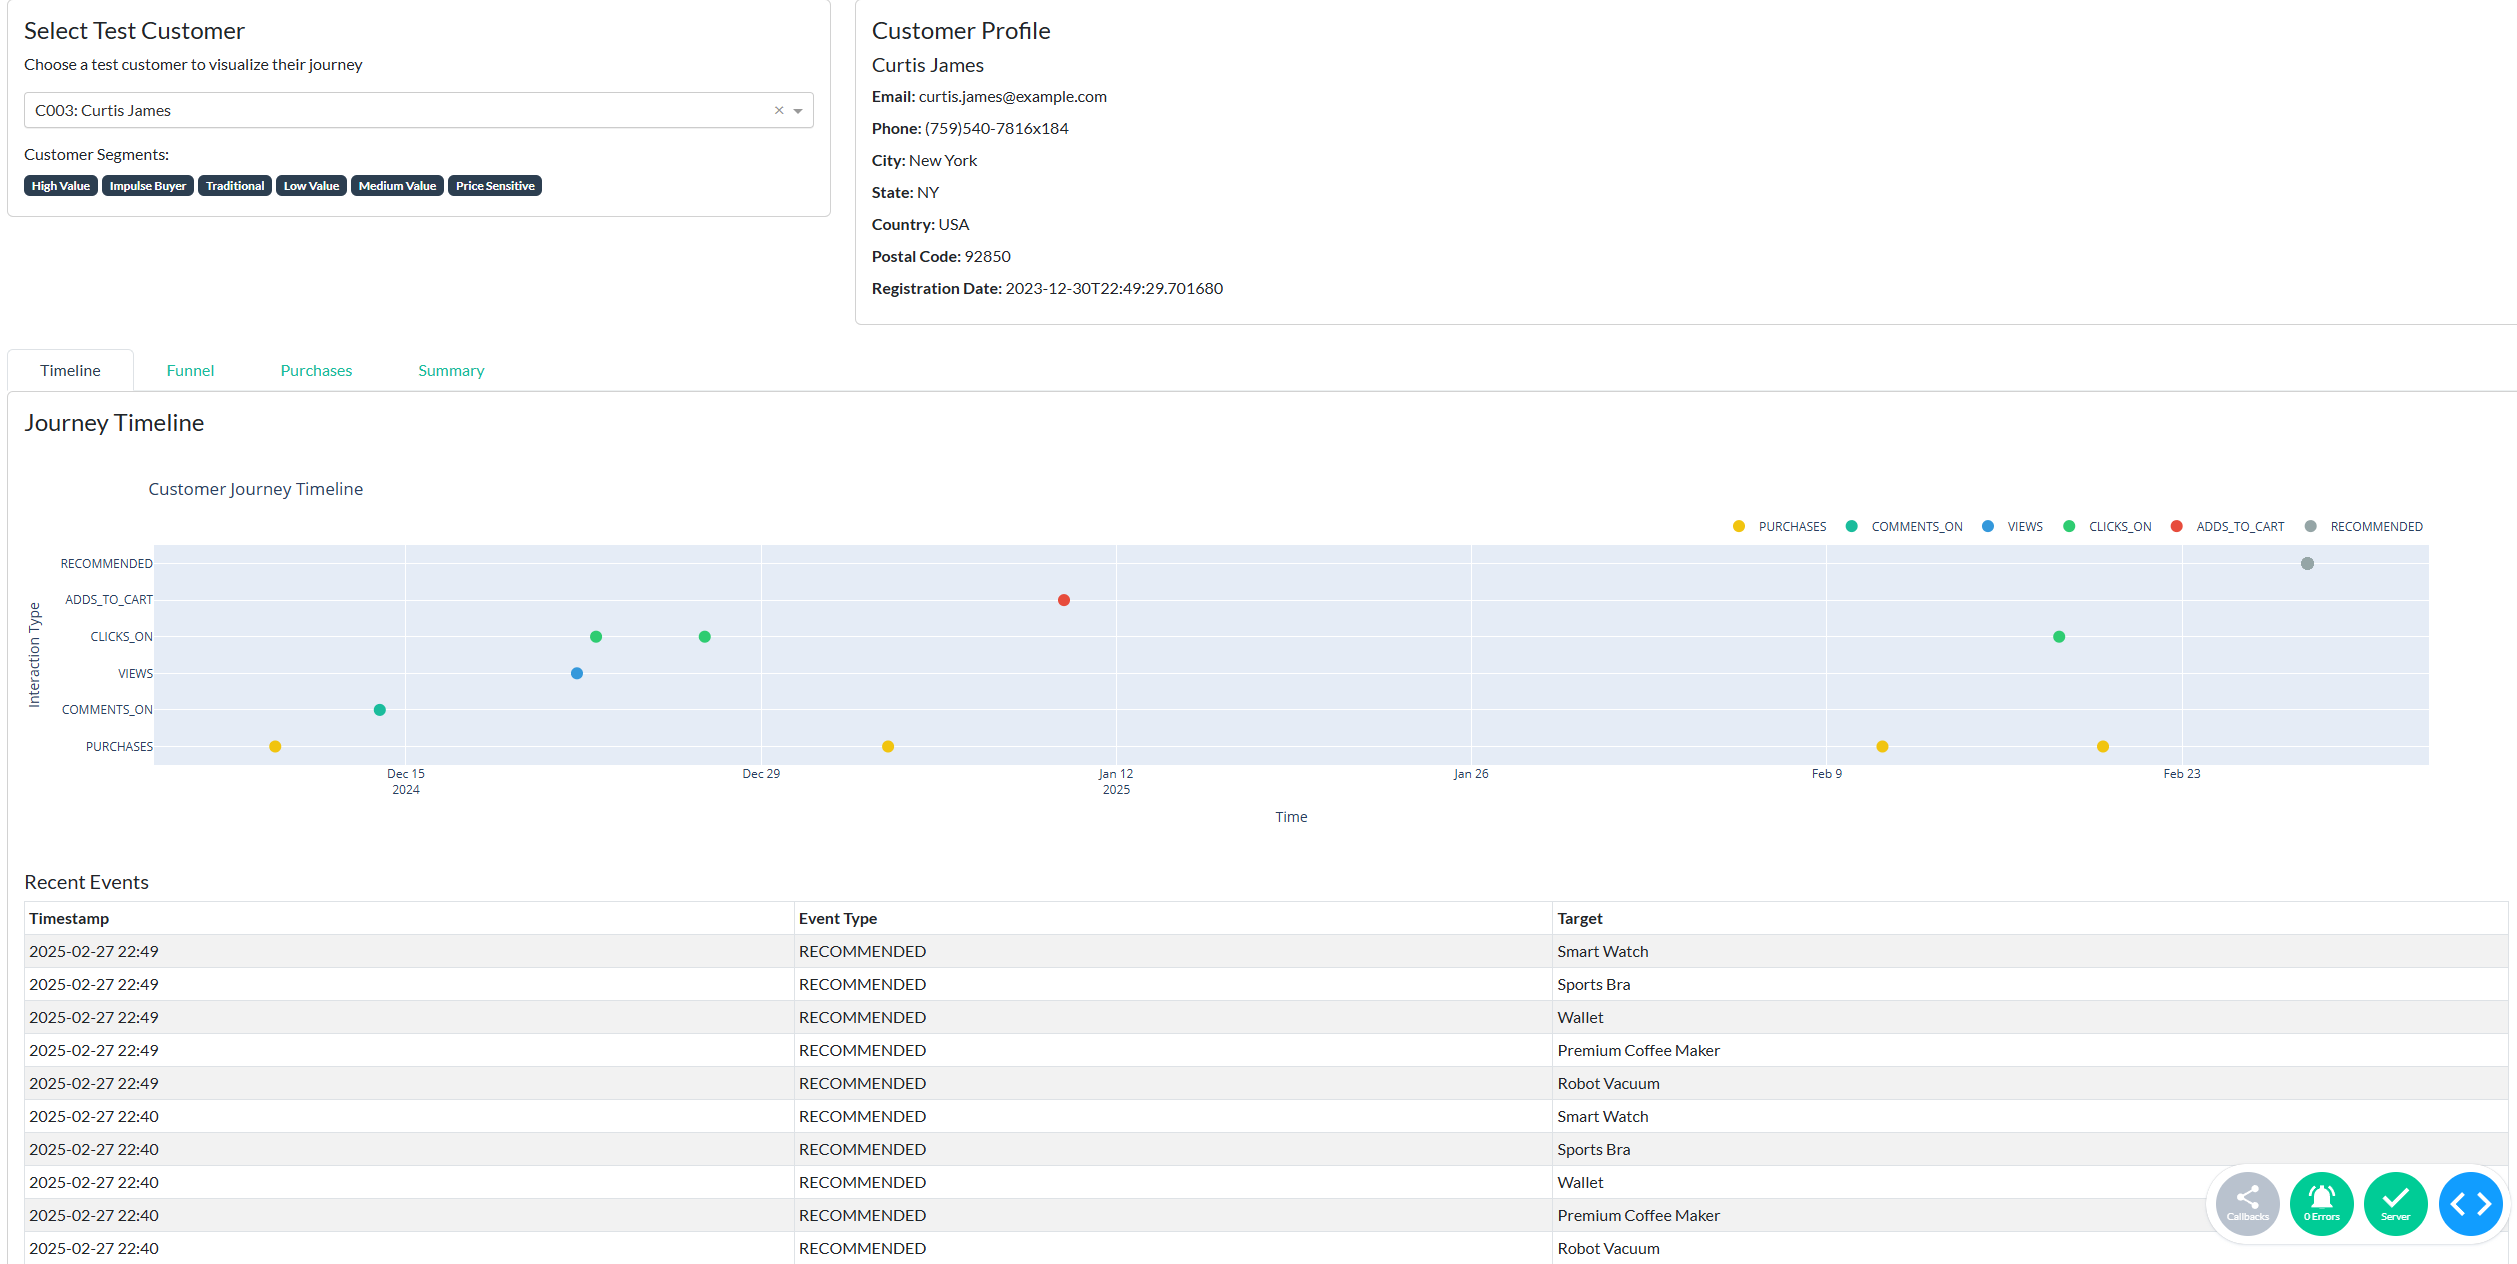 Select Test Customer
Choose a test customer to visualize their journey
C003: Curtis James
Customer Segments:
High Value Impulse Buyer Traditional Low Value Medium Value Price Sensitive
Customer Profile
Curtis James
Email: curtis.james@example.com
Phone: (759)540-7816x184
City: New York
State: NY
Country: USA
Postal Code: 92850
Registration Date: 2023-12-30T22:49:29.701680
Timeline Funnel Purchases Summary
Journey Timeline
Customer Journey Timeline
PURCHASES COMMENTS_ON VIEWS CLICKS_ON ADDS_TO_CART RECOMMENDED
Interaction Type
RECOMMENDED
ADDS_TO_CART
CLICKS_ON
VIEWS
COMMENTS_ON
PURCHASES
Dec 15 Dec 29 Jan 12 Jan 26 Feb 9 Feb 23
2024 2025
Time
Recent Events
Timestamp Event Type Target
2025-02-27 22:49 RECOMMENDED Smart Watch
2025-02-27 22:49 RECOMMENDED Sports Bra
2025-02-27 22:49 RECOMMENDED Wallet
2025-02-27 22:49 RECOMMENDED Premium Coffee Maker
2025-02-27 22:49 RECOMMENDED Robot Vacuum
2025-02-27 22:40 RECOMMENDED Smart Watch
2025-02-27 22:40 RECOMMENDED Sports Bra
2025-02-27 22:40 RECOMMENDED Wallet
2025-02-27 22:40 RECOMMENDED Premium Coffee Maker
2025-02-27 22:40 RECOMMENDED Robot Vacuum
Callbacks 0 Errors Server